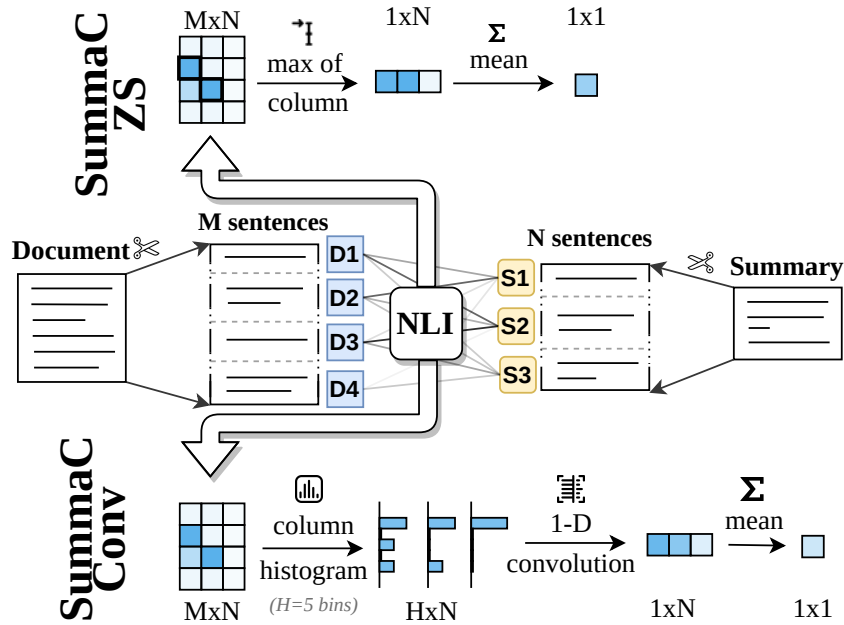 SummaC
ZS
MxN
max of
column
1xN
Σ
mean
1x1
Document
M sentences
D1
D2
D3
D4
NLI
S1
S2
S3
N sentences
Summary
SummaC
Conv
MxN
column
histogram
(H=5 bins)
HxN
1-D
convolution
1xN
Σ
mean
1x1